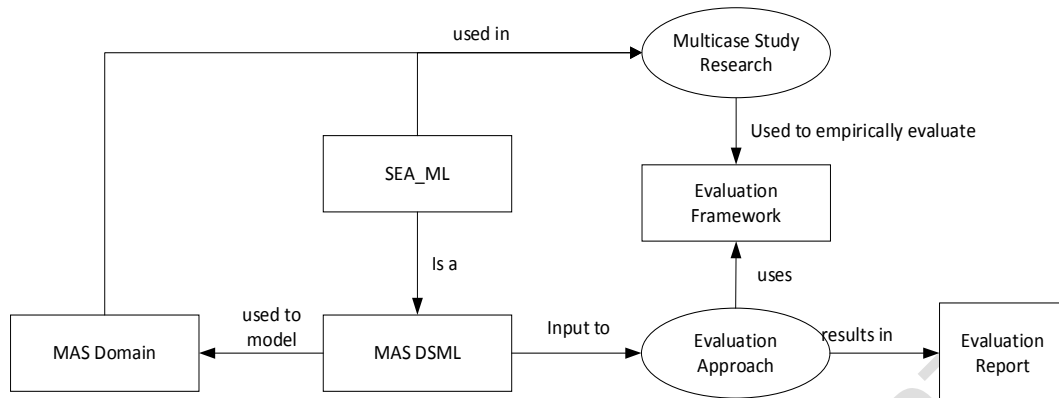 used in
Multicase Study
Research
Used to empirically evaluate
SEA_ML
Evaluation
Framework
Is a
uses
used to
model
Input to
results in
MAS Domain
MAS DSML
Evaluation
Approach
Evaluation
Report